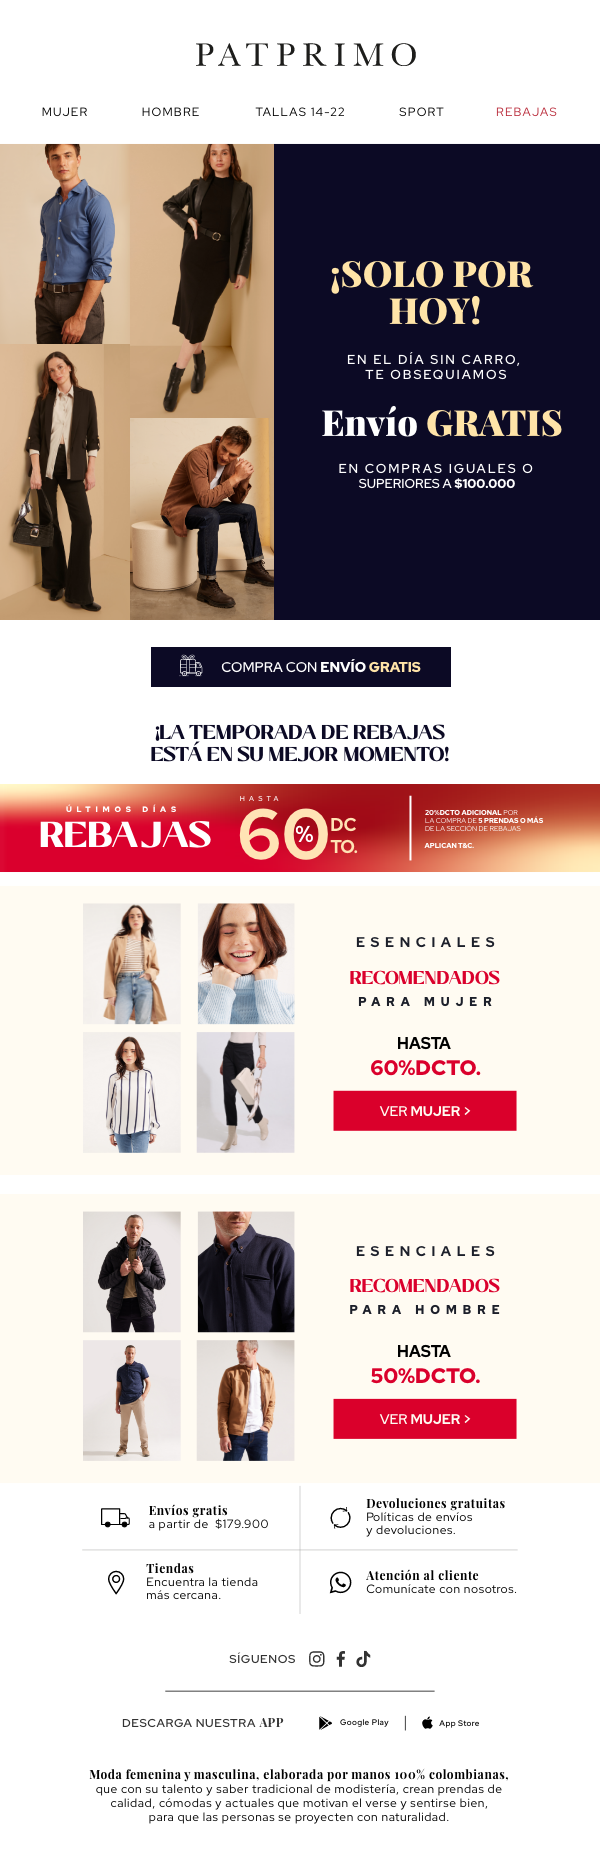 PATPRIMO
MUJER HOMBRE TALLAS 14-22 SPORT REBAJAS
¡SOLO POR
HOY!
EN EL DÍA SIN CARRO,
TE OBSEQUIAMOS
Envío GRATIS
EN COMPRAS IGUALES O
SUPERIORES A $100.000
COMPRA CON ENVÍO GRATIS
¡LA TEMPORADA DE REBAJAS
ESTÁ EN SU MEJOR MOMENTO!
ÚLTIMOS DÍAS
REBAJAS
HASTA
60% DC
TO.
20%DCTO ADICIONAL POR
LA COMPRA DE 5 PRENDAS O MÁS
DE LA SECCIÓN DE REBAJAS
APLICAN T&C.
ESENCIALES
RECOMENDADOS
PARA MUJER
HASTA
60%DCTO.
VER MUJER >
ESENCIALES
RECOMENDADOS
PARA HOMBRE
HASTA
50%DCTO.
VER MUJER >
Envíos gratis
a partir de $179.900
Devoluciones gratuitas
Políticas de envíos
y devoluciones.
Tiendas
Encuentra la tienda
más cercana.
Atención al cliente
Comunícate con nosotros.
SÍGUENOS
DESCARGA NUESTRA APP Google Play App Store
Moda femenina y masculina, elaborada por manos 100% colombianas,
que con su talento y saber tradicional de modistería, crean prendas de
calidad, cómodas y actuales que motivan el verse y sentirse bien,
para que las personas se proyecten con naturalidad.